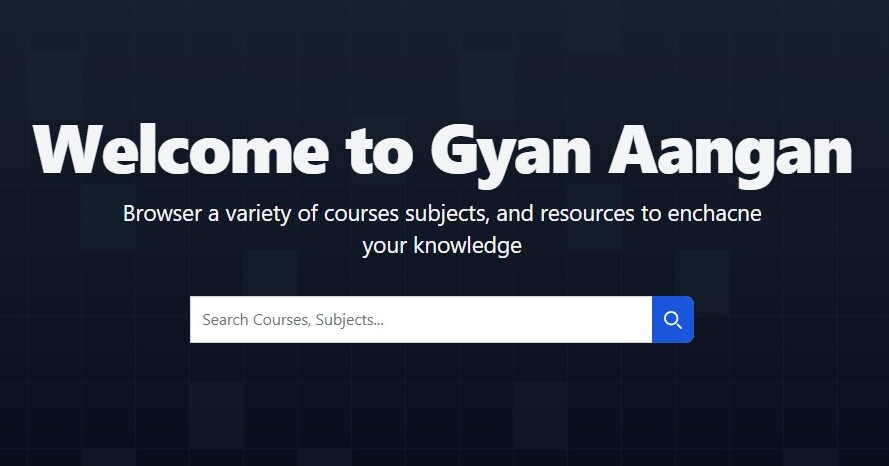 Welcome to Gyan Aangan
Browser a variety of courses subjects, and resources to enchacne
your knowledge
Search Courses, Subjects...